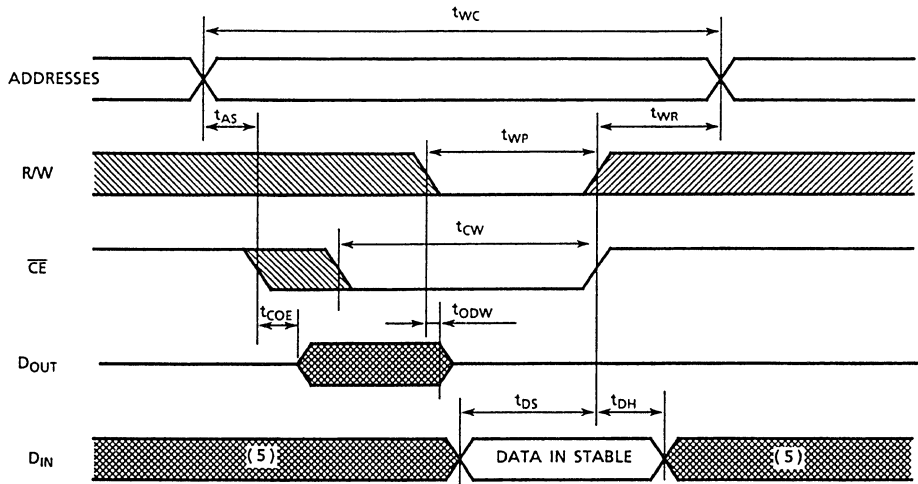 tWC
ADDRESSES
tAS
tWR
tWP
R/W
tCW
CE
tCOE
tODW
DOUT
tDS
tDH
DIN
(5)
DATA IN STABLE
(5)